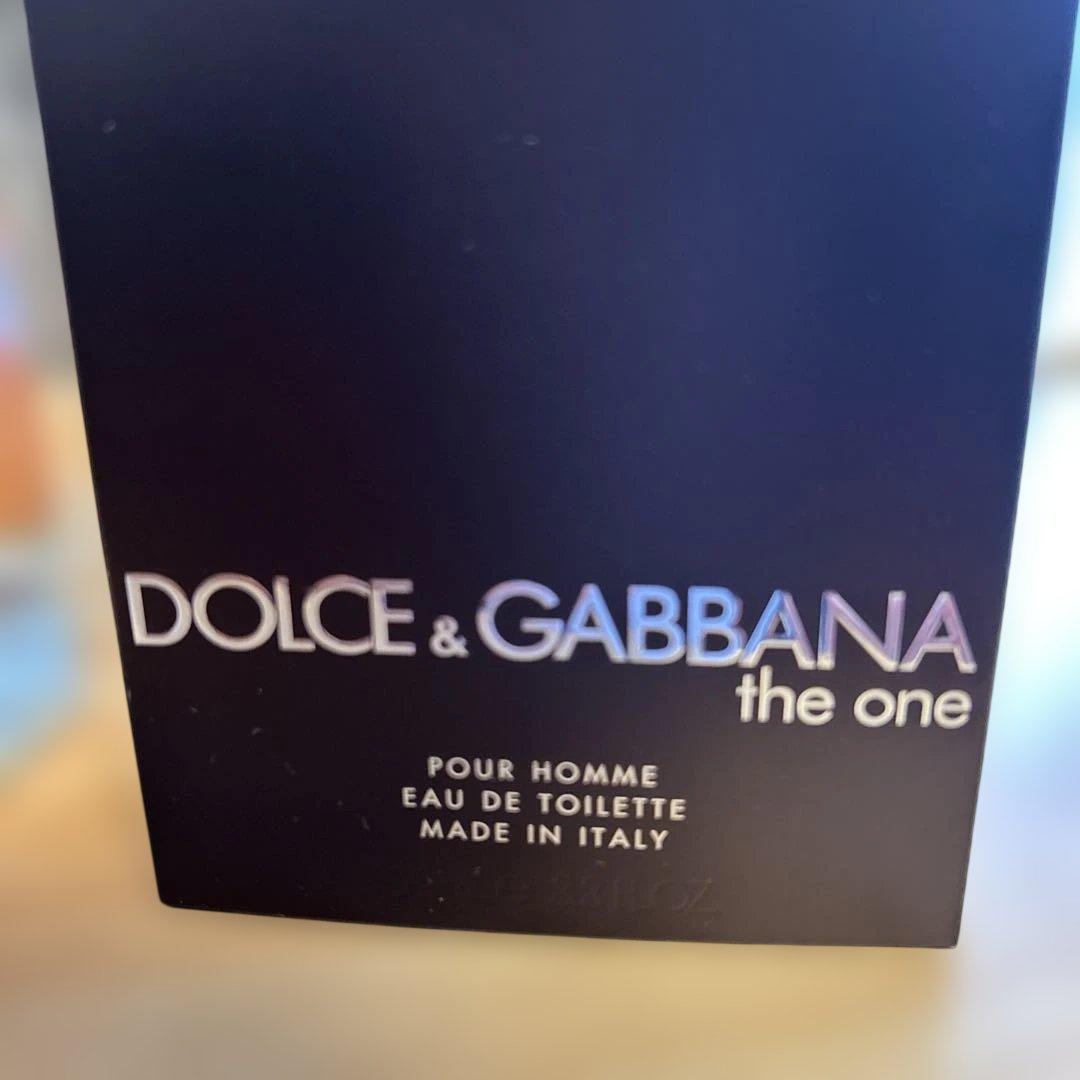 DOLCE & GABBANA
the one
POUR HOMME
EAU DE TOILETTE
MADE IN ITALY